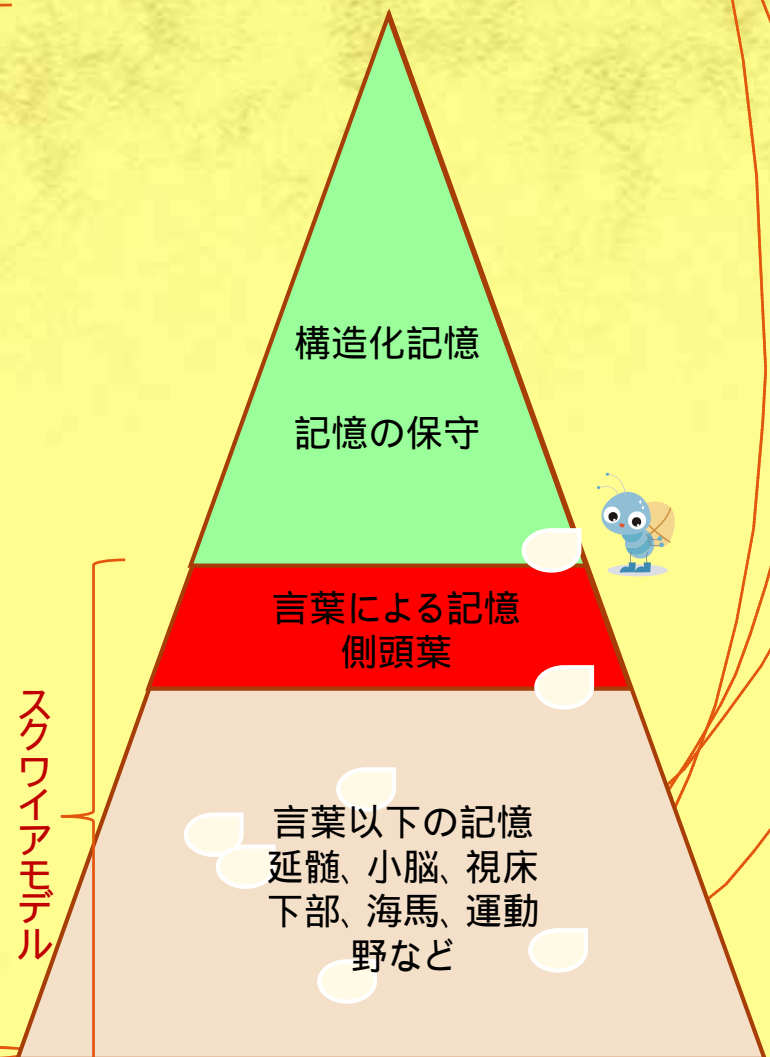 構造化記憶
記憶の保守
言葉による記憶
側頭葉
スクワイアモデル
言葉以下の記憶
延髄、小脳、視床
下部、海馬、運動
野など